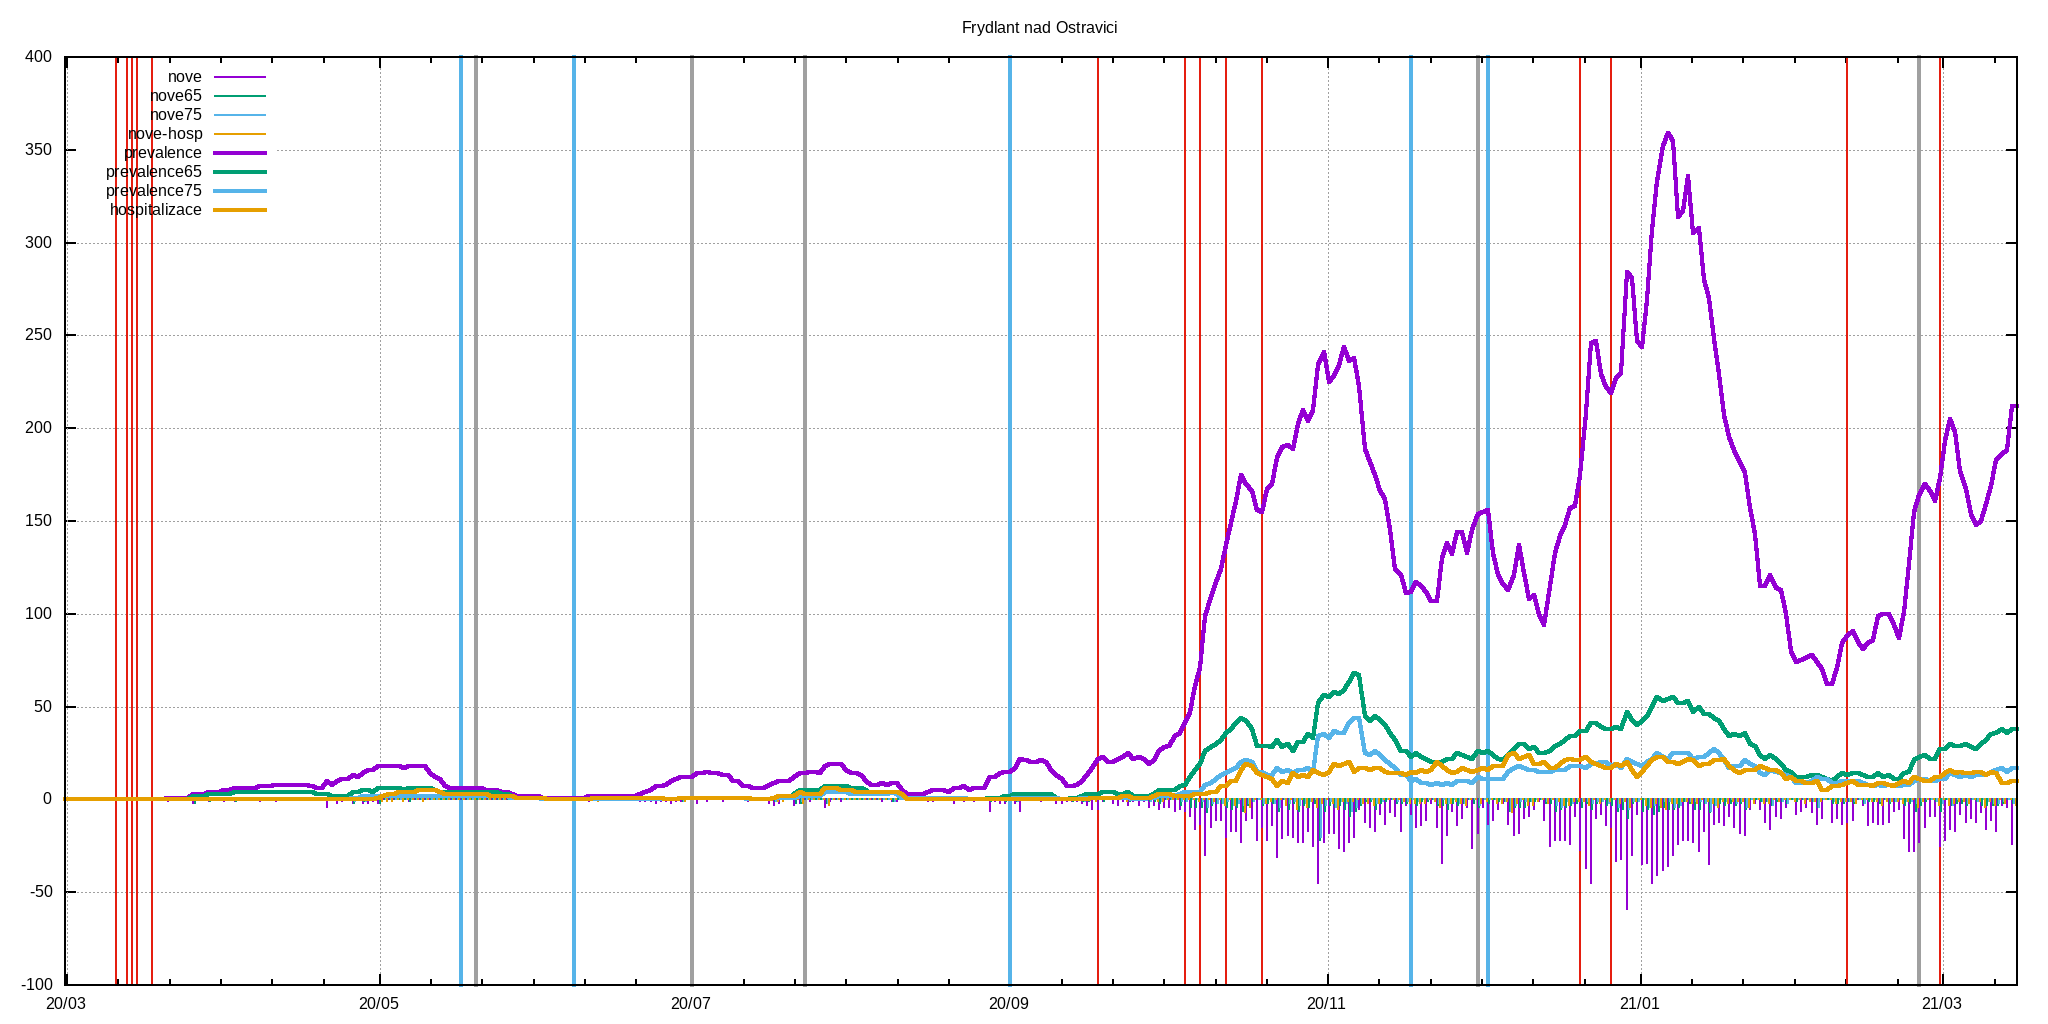 Frydlant nad Ostravici
400
350
300
250
200
150
100
50
0
-50
-100
nove
nove65
nove75
nove-hosp
prevalence
prevalence65
prevalence75
hospitalizace
20/03 20/05 20/07 20/09 20/11 21/01 21/03